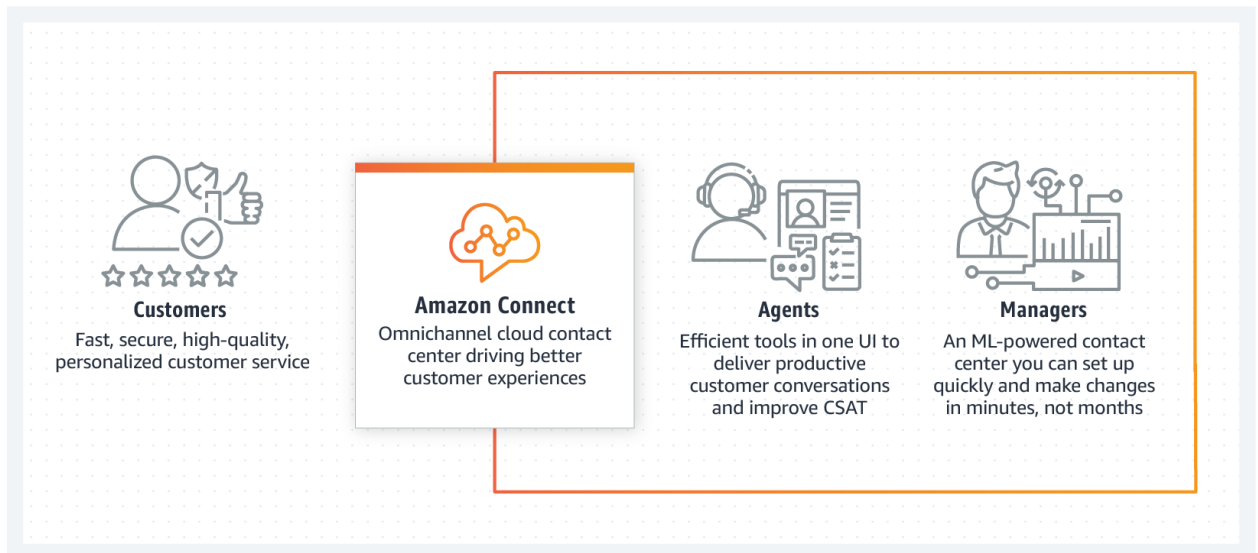 Customers
Fast, secure, high-quality,
personalized customer service
Amazon Connect
Omnichannel cloud contact
center driving better
customer experiences
Agents
Efficient tools in one UI to
deliver productive
customer conversations
and improve CSAT
Managers
An ML-powered contact
center you can set up
quickly and make changes
in minutes, not months